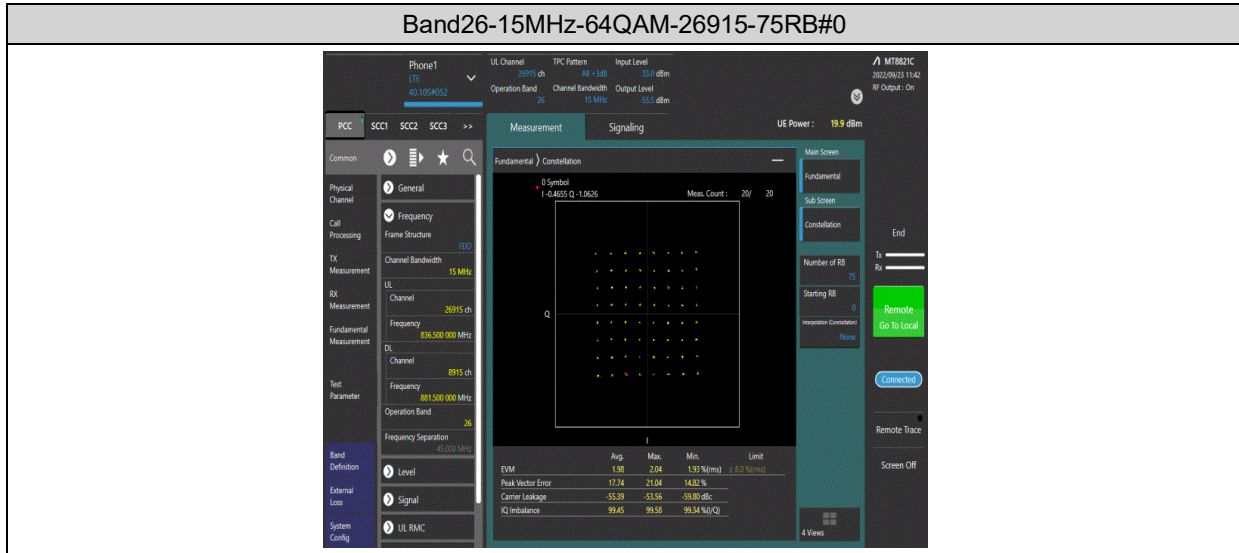 Band26-15MHz-64QAM-26915-75RB#0
Phone1
LTE
40.10S#052
UL Channel TPC Pattern Input Level
26915 ch All +3dB 33.0 dBm
Operation Band Channel Bandwidth Output Level
26 15 MHz -55.5 dBm
MT8821C
2022/09/23 11:42
RF Output : On
PCC SCC1 SCC2 SCC3 >>
Measurement Signaling
UE Power : 19.9 dBm
Common
Physical
Channel
Call
Processing
TX
Measurement
RX
Measurement
Fundamental
Measurement
Test
Parameter
Band
Definition
External
Loss
System
Config
General
Frequency
Frame Structure
FDD
Channel Bandwidth
15 MHz
UL
Channel
26915 ch
Frequency
836.500 000 MHz
DL
Channel
8915 ch
Frequency
881.500 000 MHz
Operation Band
26
Frequency Separation
45.000 MHz
Level
Signal
UL RMC
Fundamental ) Constellation
0 Symbol
I -0.4655 Q -1.0626 Meas. Count : 20/ 20
Q
I
Avg. Max. Min. Limit
EVM 1.98 2.04 1.93 %(rms) ≤ 8.0 %(rms)
Peak Vector Error 17.74 21.04 14.82 %
Carrier Leakage -55.39 -53.56 -59.80 dBc
IQ Imbalance 99.45 99.58 99.34 %(I/Q)
Main Screen
Fundamental
Sub Screen
Constellation
Number of RB
75
Starting RB
0
Interpolation (Constellation)
None
4 Views
End
Tx
Rx
Remote
Go To Local
Connected
Remote Trace
Screen Off